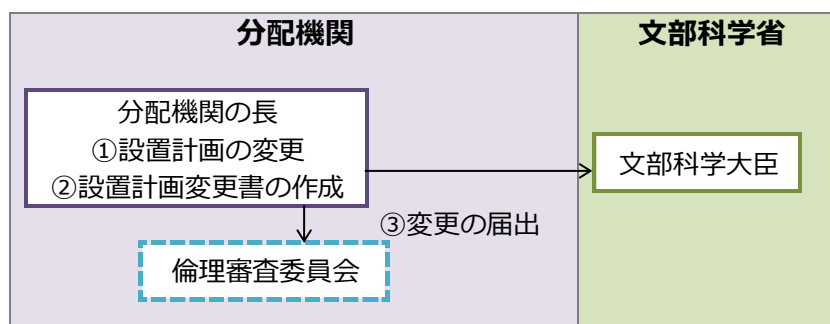 分配機関
文部科学省
分配機関の長
①設置計画の変更
②設置計画変更書の作成
文部科学大臣
③変更の届出
倫理審査委員会